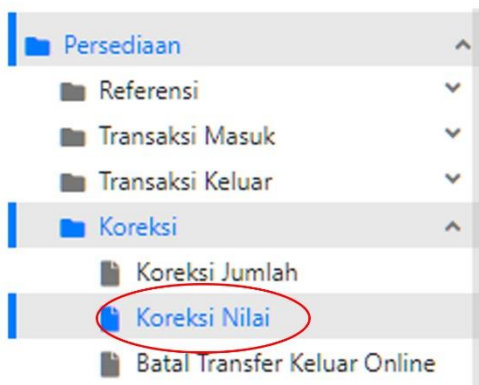 Persediaan
Referensi
Transaksi Masuk
Transaksi Keluar
Koreksi
Koreksi Jumlah
Koreksi Nilai
Batal Transfer Keluar Online